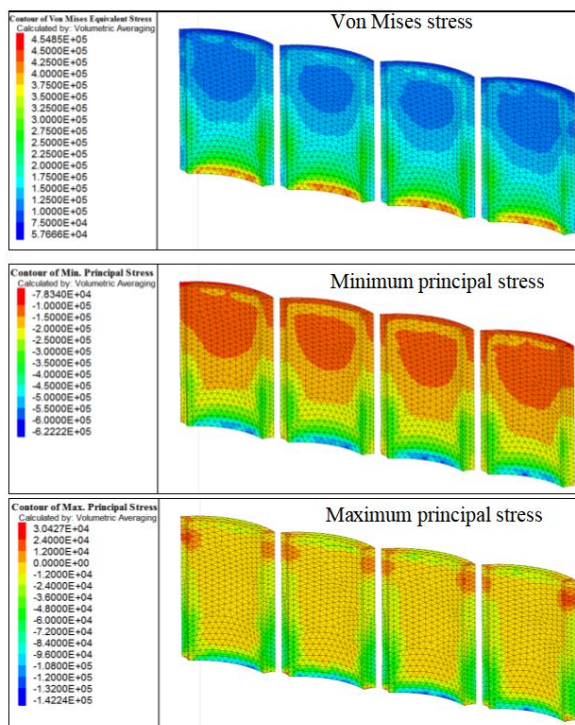 Contour of Von Mises Equivalent Stress
Calculated by: Volumetric Averaging
4.5485E+05
4.5000E+05
4.2500E+05
4.0000E+05
3.7500E+05
3.5000E+05
3.2500E+05
3.0000E+05
2.7500E+05
2.5000E+05
2.2500E+05
2.0000E+05
1.7500E+05
1.5000E+05
1.2500E+05
1.0000E+05
7.5000E+04
5.7666E+04
Von Mises stress
Contour of Min. Principal Stress
Calculated by: Volumetric Averaging
-7.8340E+04
-1.0000E+05
-1.5000E+05
-2.0000E+05
-2.5000E+05
-3.0000E+05
-3.5000E+05
-4.0000E+05
-4.5000E+05
-5.0000E+05
-5.5000E+05
-6.0000E+05
-6.2222E+05
Minimum principal stress
Contour of Max. Principal Stress
Calculated by: Volumetric Averaging
3.0427E+04
2.4000E+04
1.2000E+04
0.0000E+00
-1.2000E+04
-2.4000E+04
-3.6000E+04
-4.8000E+04
-6.0000E+04
-7.2000E+04
-8.4000E+04
-9.6000E+04
-1.0800E+05
-1.2000E+05
-1.3200E+05
-1.4224E+05
Maximum principal stress